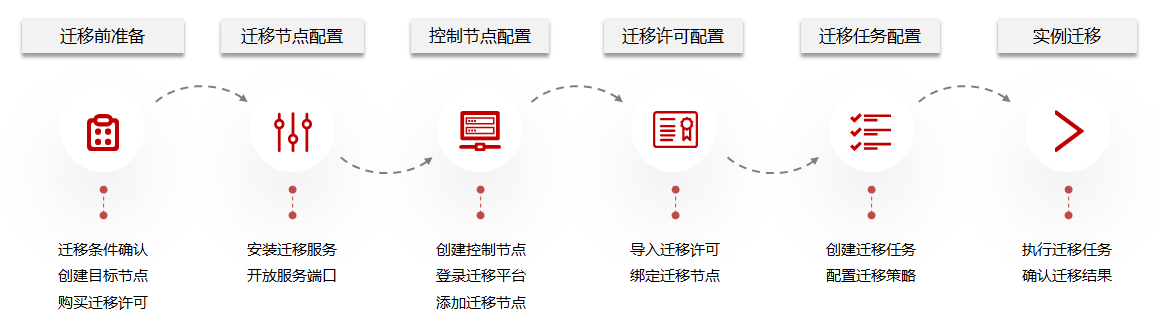 迁移前准备
迁移节点配置
控制节点配置
迁移许可配置
迁移任务配置
实例迁移
迁移条件确认
创建目标节点
购买迁移许可
安装迁移服务
开放服务端口
创建控制节点
登录迁移平台
添加迁移节点
导入迁移许可
绑定迁移节点
创建迁移任务
配置迁移策略
执行迁移任务
确认迁移结果